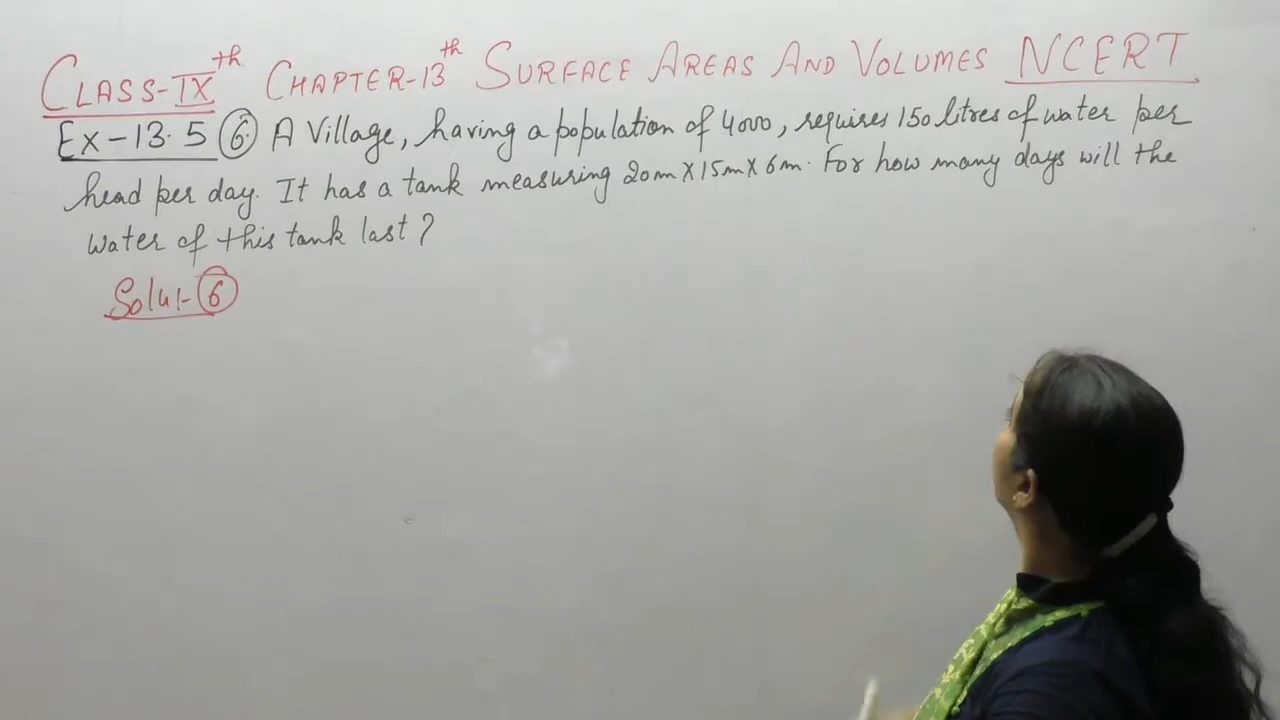 CLASS-IXth CHAPTER-13th SURFACE AREAS AND VOLUMES NCERT
Ex-13.5 6. A Village, having a population of 4000, requires 150 litres of water per
head per day. It has a tank measuring 20m X 15m X 6m. For how many days will the
water of this tank last?
Solu:- 6